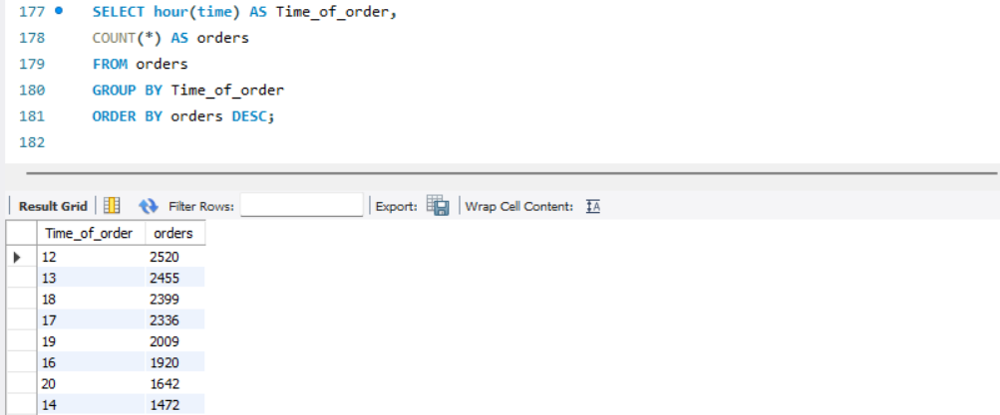 177 SELECT hour(time) AS Time_of_order,
178 COUNT(*) AS orders
179 FROM orders
180 GROUP BY Time_of_order
181 ORDER BY orders DESC;
182
Result Grid Filter Rows: Export: Wrap Cell Content: IA
Time_of_order orders
12 2520
13 2455
18 2399
17 2336
19 2009
16 1920
20 1642
14 1472